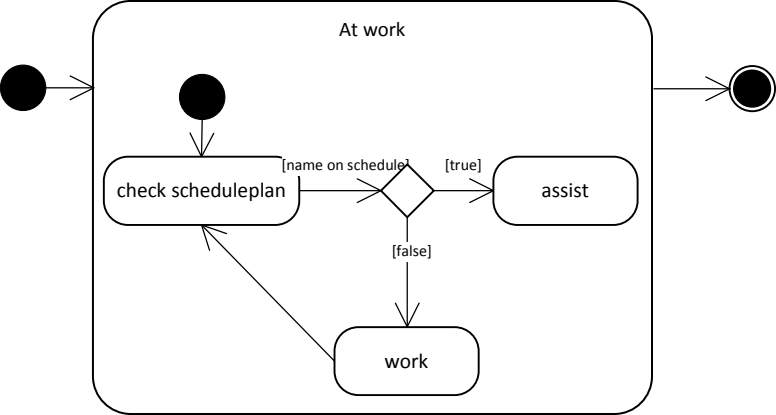 At work
[name on schedule]
[true]
check scheduleplan
assist
[false]
work